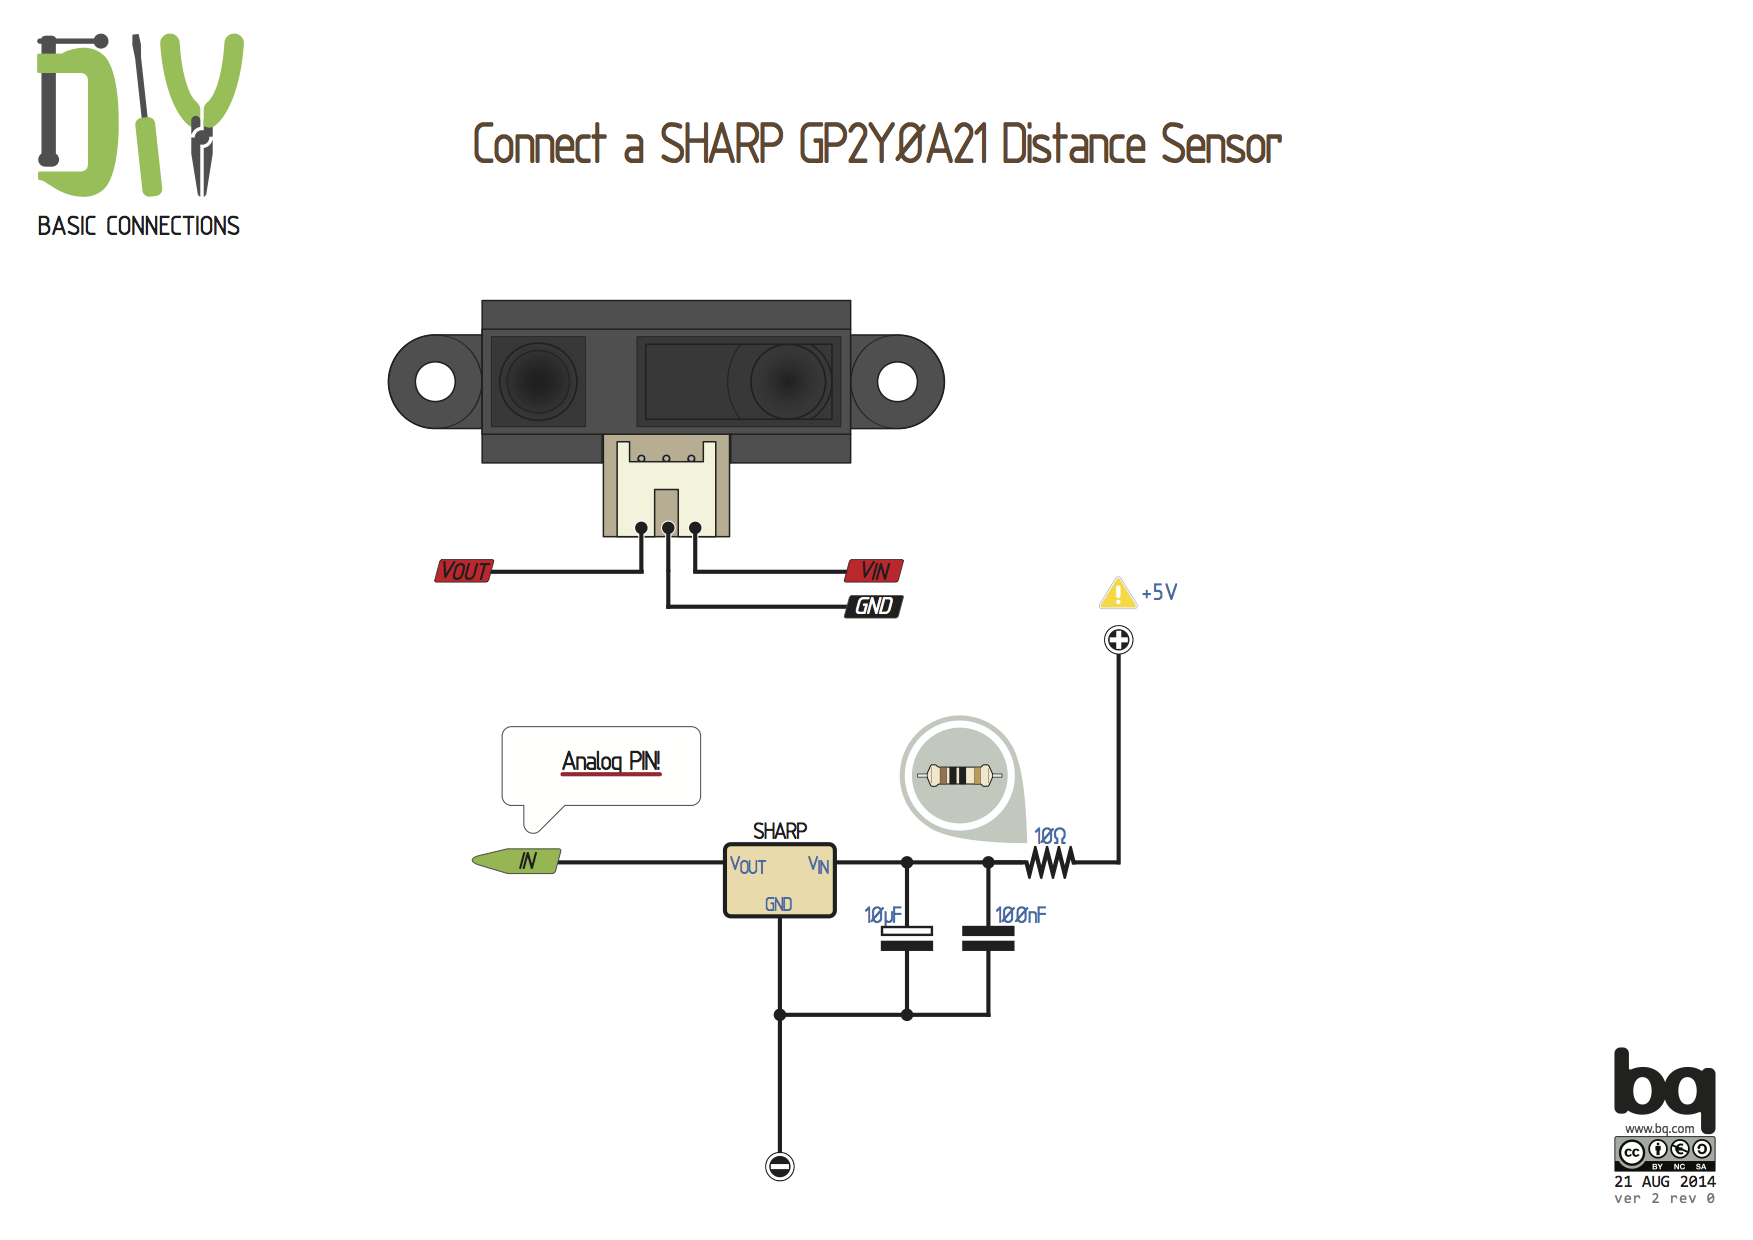 DIY
BASIC CONNECTIONS
Connect a SHARP GP2Y0A21 Distance Sensor
VOUT
VIN
GND
+5V
Analog PIN!
IN
SHARP
VOUT
VIN
GND
10Ω
10µF
100nF
bq
www.bq.com
cc
BY NC SA
21 AUG 2014
ver 2 rev 0